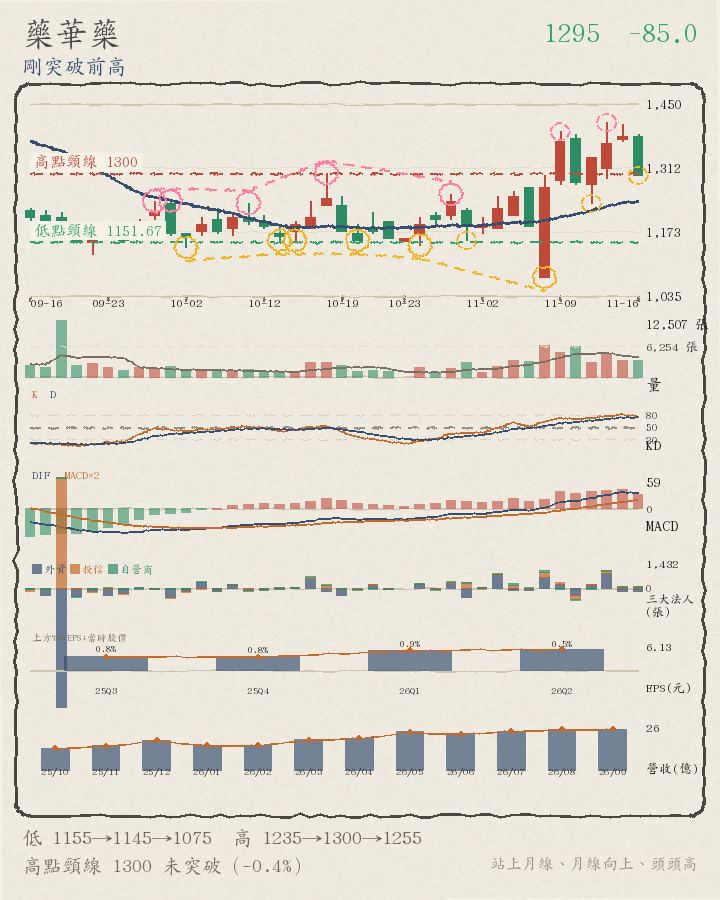 藥華藥
1295 -85.0
剛突破前高
1,450
高點頸線 1300
1,312
低點頸線 1151.67
1,173
1,035
09-16 09-23 10-02 10-12 10-19 10-23 11-02 11-09 11-16
12,507 張
6,254 張
量
K D
80
50
20
KD
DIF MACD×2
59
0
MACD
外資 投信 自營商
1,432
0
三大法人
(張)
0.8% 0.8% 0.9% 0.5%
6.13
25Q3 25Q4 26Q1 26Q2
EPS(元)
26
25/10 25/11 25/12 26/01 26/02 26/03 26/04 26/05 26/06 26/07 26/08 26/09
營收(億)
低 1155→1145→1075 高 1235→1300→1255
高點頸線 1300 未突破 (-0.4%)
站上月線、月線向上、頭頭高